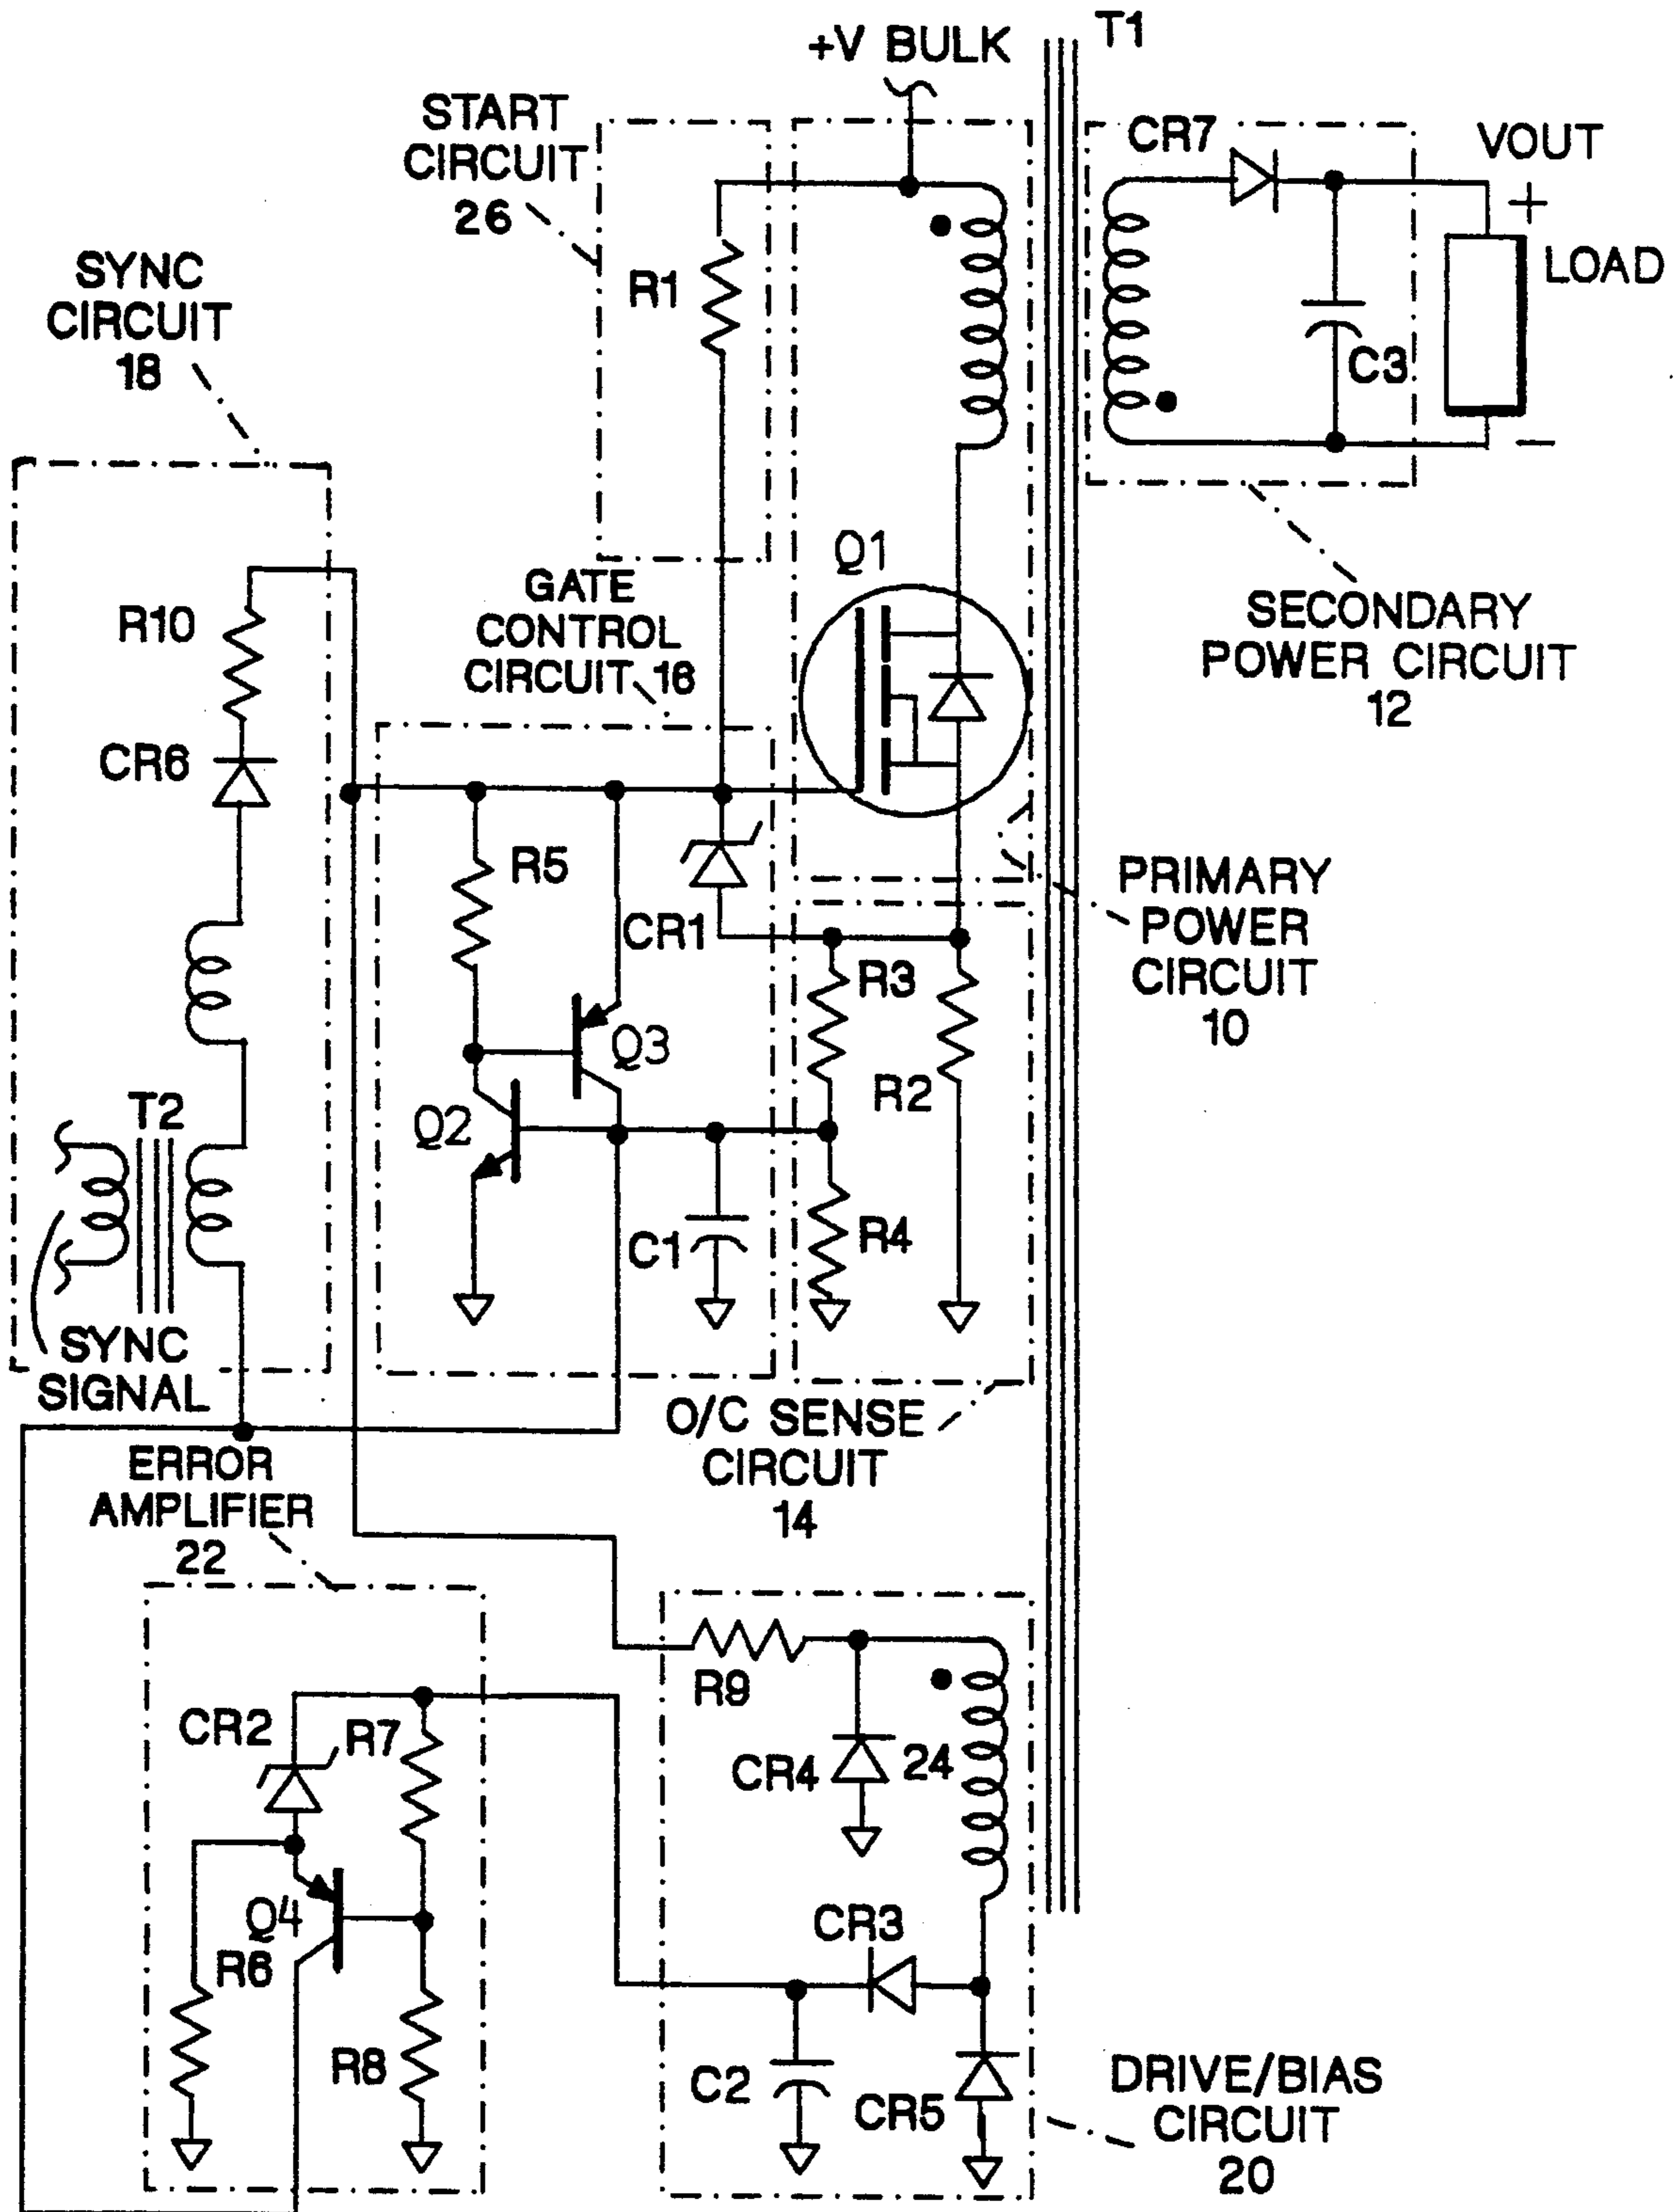 T1
+V BULK
START
CIRCUIT
26
CR7
VOUT
+
LOAD
C3
−
R1
SYNC
CIRCUIT
18
Q1
GATE
CONTROL
CIRCUIT 16
SECONDARY
POWER CIRCUIT
12
R10
CR6
R5
CR1
PRIMARY
POWER
CIRCUIT
10
R3
R2
Q3
Q2
T2
C1
R4
SYNC
SIGNAL
O/C SENSE
CIRCUIT
14
ERROR
AMPLIFIER
22
R9
CR2
R7
CR4
24
Q4
CR3
R6
R8
C2
CR5
DRIVE/BIAS
CIRCUIT
20